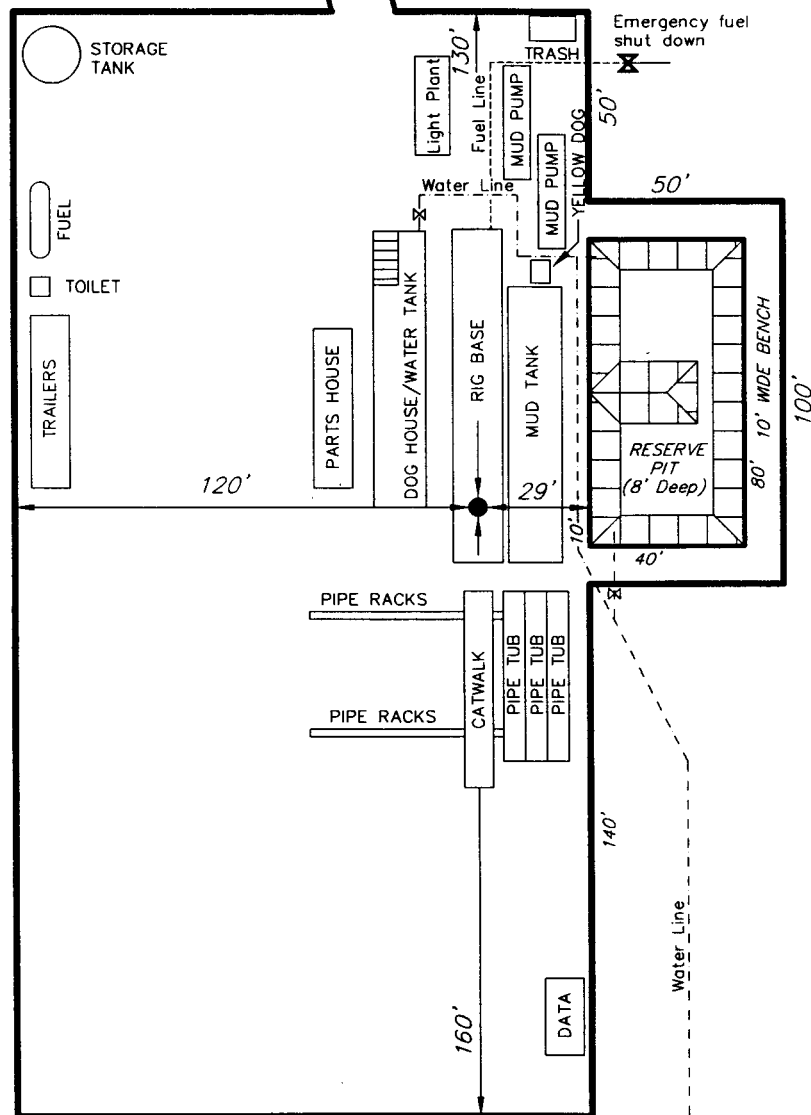 STORAGE
TANK
Light Plant
130'
Fuel Line
TRASH
Emergency fuel
shut down
MUD PUMP
MUD PUMP
YELLOW DOG
50'
50'
Water Line
FUEL
TOILET
TRAILERS
PARTS HOUSE
DOG HOUSE/WATER TANK
RIG BASE
MUD TANK
RESERVE
PIT
(8' Deep)
80'
10' WIDE BENCH
100'
120'
29'
10'
40'
PIPE RACKS
PIPE RACKS
CATWALK
PIPE TUB
PIPE TUB
PIPE TUB
140'
Water Line
160'
DATA